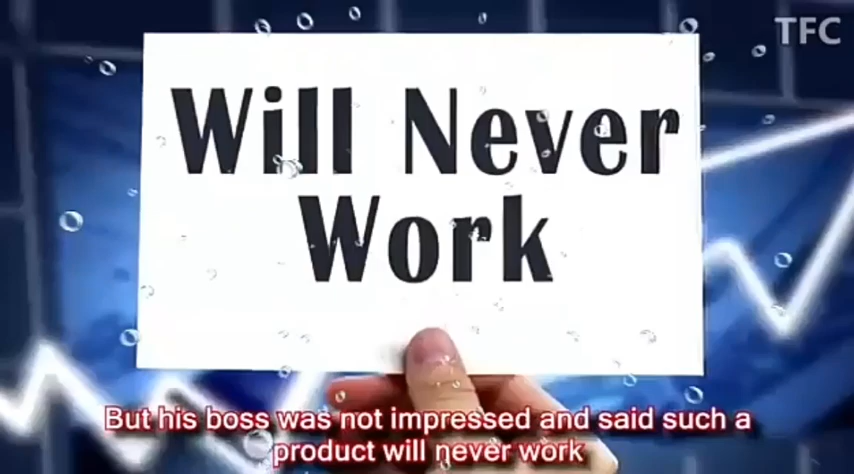 TFC
Will Never
Work
But his boss was not impressed and said such a
product will never work